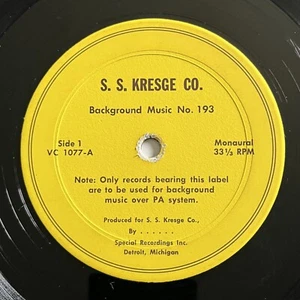 S. S. KRESGE CO.
Background Music No. 193
Side 1 Monaural
VC 1077-A 33⅓ RPM
Note: Only records bearing this label
are to be used for background
music over PA system.
Produced for S. S. Kresge Co.,
By . . . . . .
Special Recordings Inc.
Detroit, Michigan